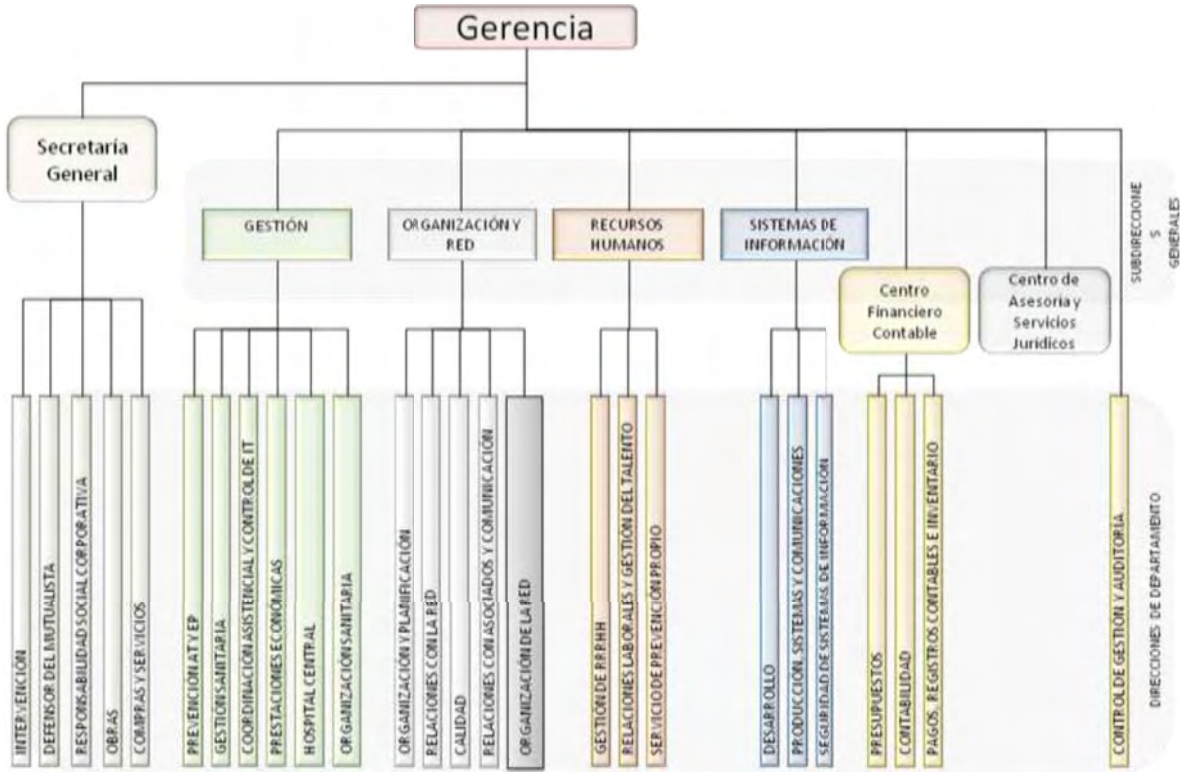 Gerencia
Secretaría
General
GESTIÓN
ORGANIZACIÓN Y
RED
RECURSOS
HUMANOS
SISTEMAS DE
INFORMACIÓN
Centro
Financiero
Contable
Centro de
Asesoría y
Servicios
Jurídicos
SUBDIRECCIONE
S
GENERALES
INTERVENCIÓN
DEFENSOR DEL MUTUALISTA
RESPONSABILIDAD SOCIAL CORPORATIVA
OBRAS
COMPRAS Y SERVICIOS
PREVENCIÓN AT Y EP
GESTIÓN SANITARIA
COORDINACIÓN ASISTENCIAL Y CONTROL DE IT
PRESTACIONES ECONÓMICAS
HOSPITAL CENTRAL
ORGANIZACIÓN SANITARIA
ORGANIZACIÓN Y PLANIFICACIÓN
RELACIONES CON LA RED
CALIDAD
RELACIONES CON ASOCIADOS Y COMUNICACIÓN
ORGANIZACIÓN DE LA RED
GESTIÓN DE RRRHH
RELACIONES LABORALES Y GESTIÓN DEL TALENTO
SERVICIO DE PREVENCIÓN PROPIO
DESARROLLO
PRODUCCIÓN, SISTEMAS Y COMUNICACIONES
SEGURIDAD DE SISTEMAS DE INFORMACIÓN
PRESUPUESTOS
CONTABILIDAD
PAGOS, REGISTROS CONTABLES E INVENTARIO
CONTROL DE GESTIÓN Y AUDITORÍA
DIRECCIONES DE DEPARTAMENTO